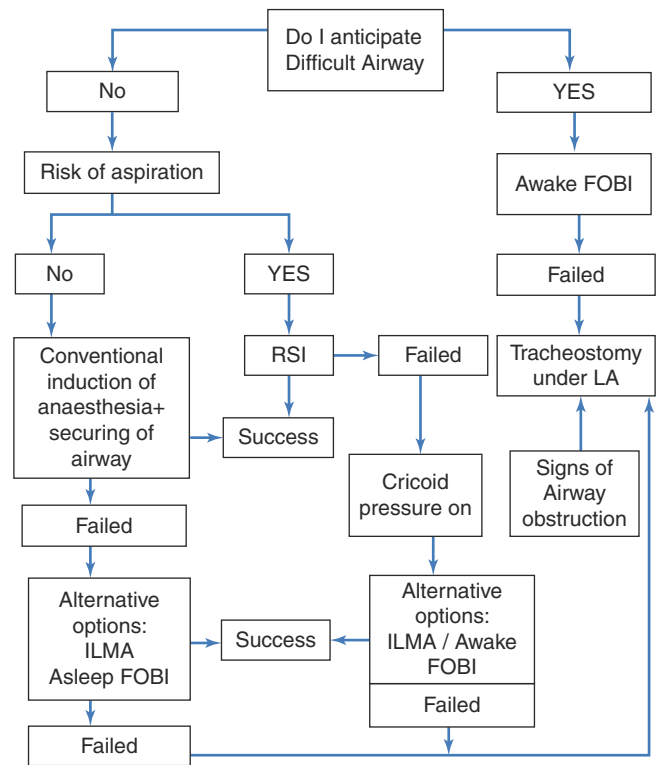 Do I anticipate
Difficult Airway
No
YES
Risk of aspiration
Awake FOBI
No
YES
Failed
Conventional
induction of
anaesthesia+
securing of
airway
RSI
Failed
Tracheostomy
under LA
Success
Cricoid
pressure on
Signs of
Airway
obstruction
Failed
Alternative
options:
ILMA
Asleep FOBI
Success
Alternative
options:
ILMA / Awake
FOBI
Failed
Failed